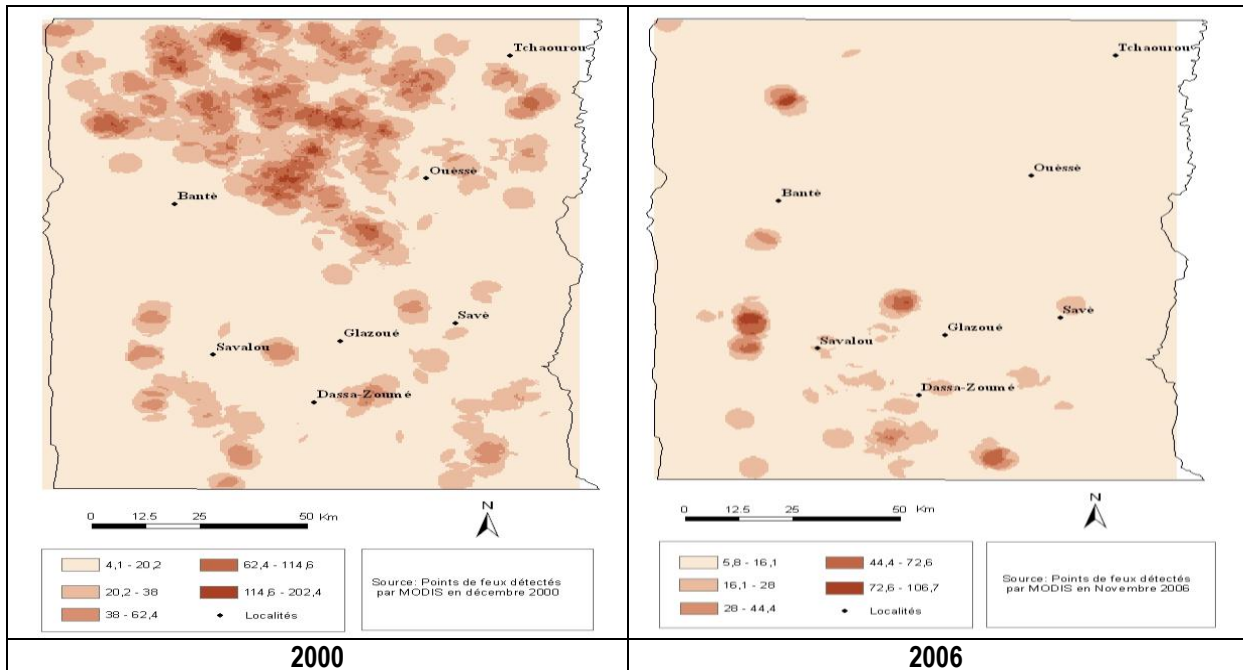 Tchaourou
Ouèssè
Bantè
Savè
Glazoué
Savalou
Dassa-Zoumé
0 12.5 25 50 Km
N
4,1 - 20,2
62,4 - 114,6
20,2 - 38
114,6 - 202,4
38 - 62,4
Localités
Source: Points de feux détectés
par MODIS en décembre 2000
2000
Tchaourou
Ouèssè
Bantè
Savè
Glazoué
Savalou
Dassa-Zoumé
0 12.5 25 50 Km
N
5,8 - 16,1
44,4 - 72,6
16,1 - 28
72,6 - 106,7
28 - 44,4
Localités
Source: Points de feux détectés
par MODIS en Novembre 2006
2006